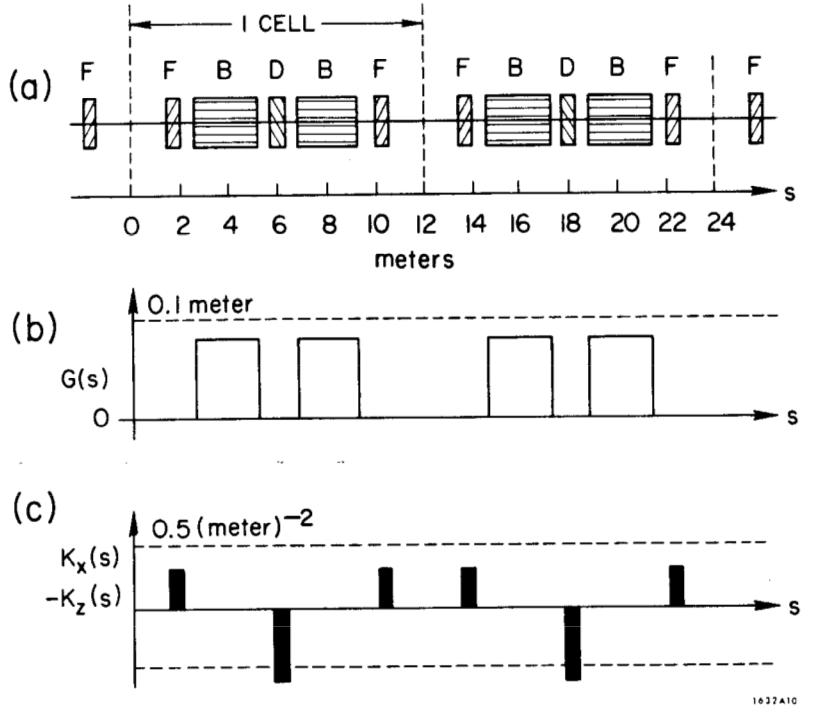 1 CELL
(a)
F F B D B F F B D B F F
s
0 2 4 6 8 10 12 14 16 18 20 22 24
meters
(b)
0.1 meter
G(s)
0
s
(c)
0.5 (meter)⁻²
Kₓ(s)
-K_z(s)
s
1632A10